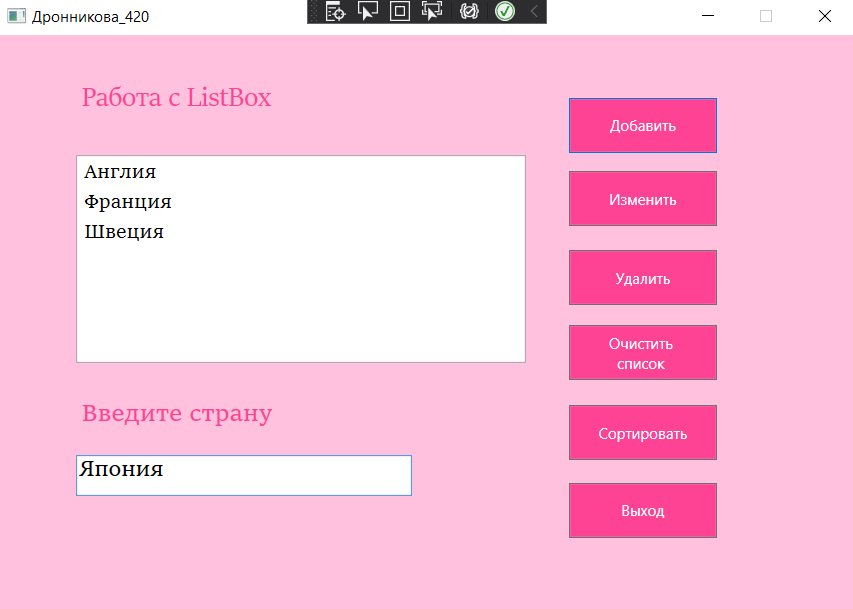 Дронникова_420
Работа с ListBox
Англия
Франция
Швеция
Введите страну
Япония
Добавить
Изменить
Удалить
Очистить
список
Сортировать
Выход